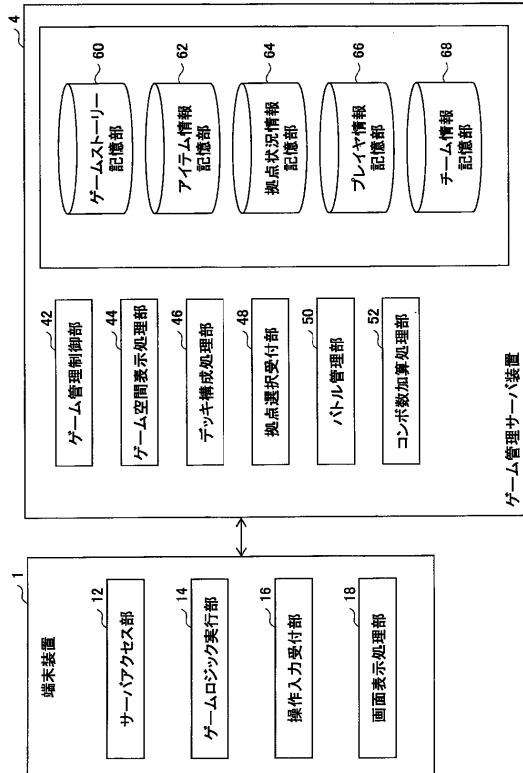 1
端末装置
12
サーバアクセス部
14
ゲームロジック実行部
16
操作入力受付部
18
画面表示処理部
4
42
ゲーム管理制御部
44
ゲーム空間表示処理部
46
デッキ構成処理部
48
拠点選択受付部
50
バトル管理部
52
コンボ数加算処理部
60
ゲームストーリー
記憶部
62
アイテム情報
記憶部
64
拠点状況情報
記憶部
66
プレイヤ情報
記憶部
68
チーム情報
記憶部
ゲーム管理サーバ装置